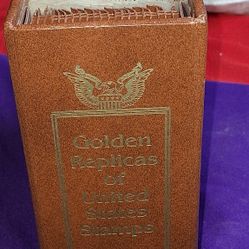 Golden
Replicas
of
United
States
Stamps